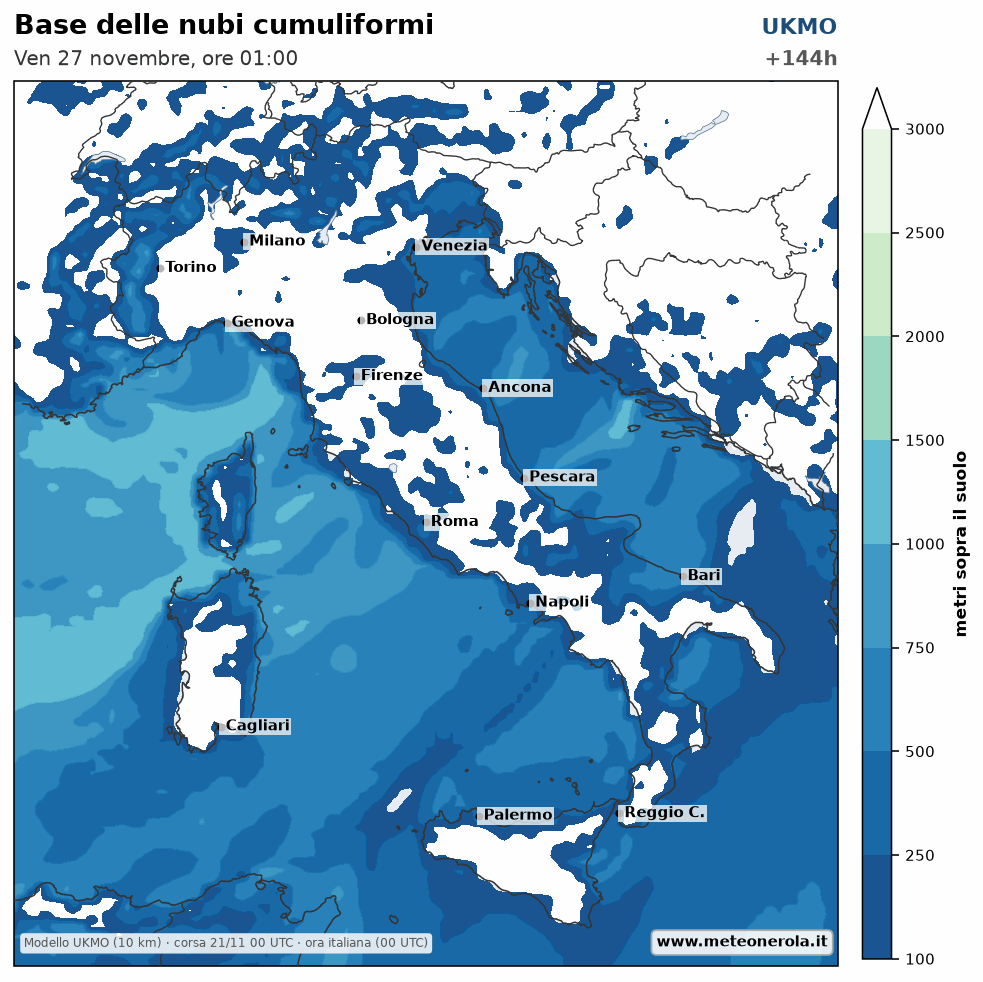 Base delle nubi cumuliformi
UKMO
Ven 27 novembre, ore 01:00
+144h
3000
2500
2000
1500
1000
750
500
250
100
metri sopra il suolo
Milano
Venezia
Torino
Genova
Bologna
Firenze
Ancona
Pescara
Roma
Bari
Napoli
Cagliari
Palermo
Reggio C.
Modello UKMO (10 km) · corsa 21/11 00 UTC · ora italiana (00 UTC)
www.meteonerola.it